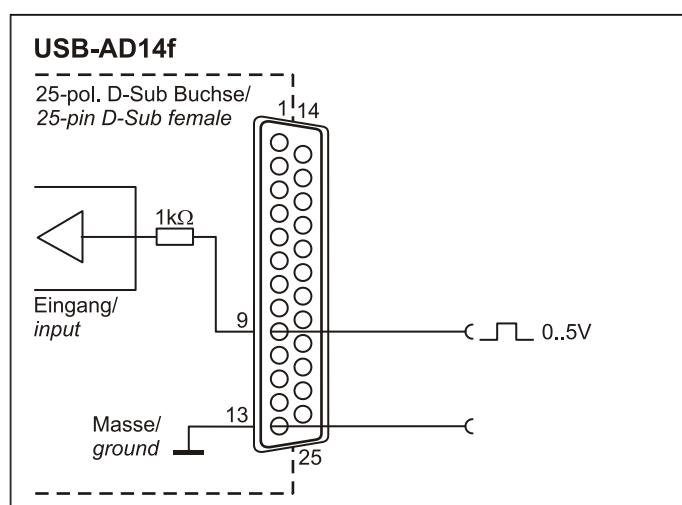 USB-AD14f
25-pol. D-Sub Buchse/
25-pin D-Sub female
1 14
1kΩ
Eingang/
input
9
0..5V
13
Masse/
ground
25